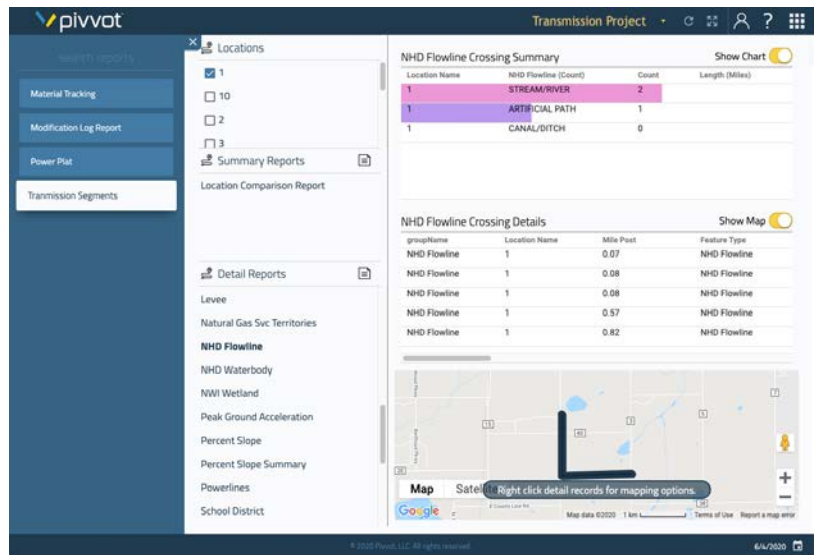 pivvot
Transmission Project
?
search reports
Material Tracking
Modification Log Report
Power Plat
Tranmission Segments
×
Locations
1
10
2
3
Summary Reports
Location Comparison Report
Detail Reports
Levee
Natural Gas Svc Territories
NHD Flowline
NHD Waterbody
NWI Wetland
Peak Ground Acceleration
Percent Slope
Percent Slope Summary
Powerlines
School District
NHD Flowline Crossing Summary Show Chart
Location Name NHD Flowline (Count) Count Length (Miles)
1 STREAM/RIVER 2
1 ARTIFICIAL PATH 1
1 CANAL/DITCH 0
NHD Flowline Crossing Details Show Map
groupName Location Name Mile Post Feature Type
NHD Flowline 1 0.07 NHD Flowline
NHD Flowline 1 0.08 NHD Flowline
NHD Flowline 1 0.08 NHD Flowline
NHD Flowline 1 0.57 NHD Flowline
NHD Flowline 1 0.82 NHD Flowline
Map Satel
Right click detail records for mapping options.
+
−
Google
Map data ©2020 1 km Terms of Use Report a map error
© 2020 Pivvot, LLC. All rights reserved.
6/4/2020